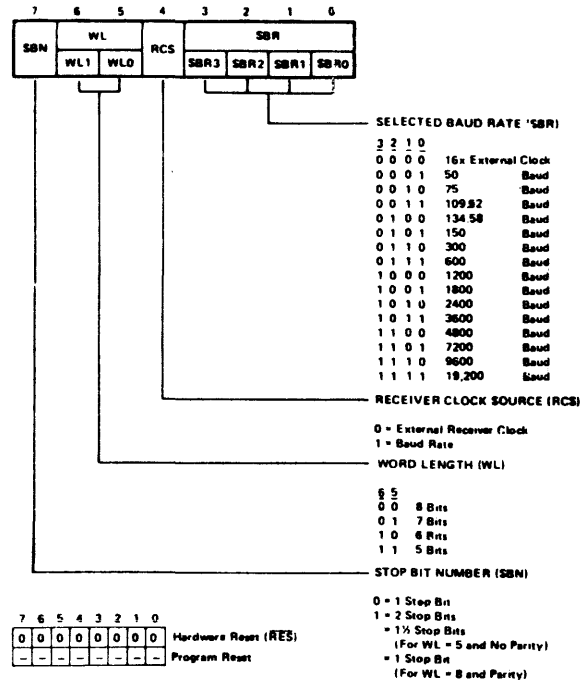 7 6 5 4 3 2 1 0
SBN WL RCS SBR
WL1 WL0 SBR3 SBR2 SBR1 SBR0
SELECTED BAUD RATE 'SBR)
3 2 1 0
0 0 0 0 16x External Clock
0 0 0 1 50 Baud
0 0 1 0 75 Baud
0 0 1 1 109.92 Baud
0 1 0 0 134.58 Baud
0 1 0 1 150 Baud
0 1 1 0 300 Baud
0 1 1 1 600 Baud
1 0 0 0 1200 Baud
1 0 0 1 1800 Baud
1 0 1 0 2400 Baud
1 0 1 1 3600 Baud
1 1 0 0 4800 Baud
1 1 0 1 7200 Baud
1 1 1 0 9600 Baud
1 1 1 1 19,200 Baud
RECEIVER CLOCK SOURCE (RCS)
0 = External Receiver Clock
1 = Baud Rate
WORD LENGTH (WL)
6 5
0 0 8 Bits
0 1 7 Bits
1 0 6 Bits
1 1 5 Bits
STOP BIT NUMBER (SBN)
0 = 1 Stop Bit
1 = 2 Stop Bits
= 1½ Stop Bits
(For WL = 5 and No Parity)
= 1 Stop Bit
(For WL = 8 and Parity)
7 6 5 4 3 2 1 0
0 0 0 0 0 0 0 0 Hardware Reset (RES)
– – – – – – – – Program Reset